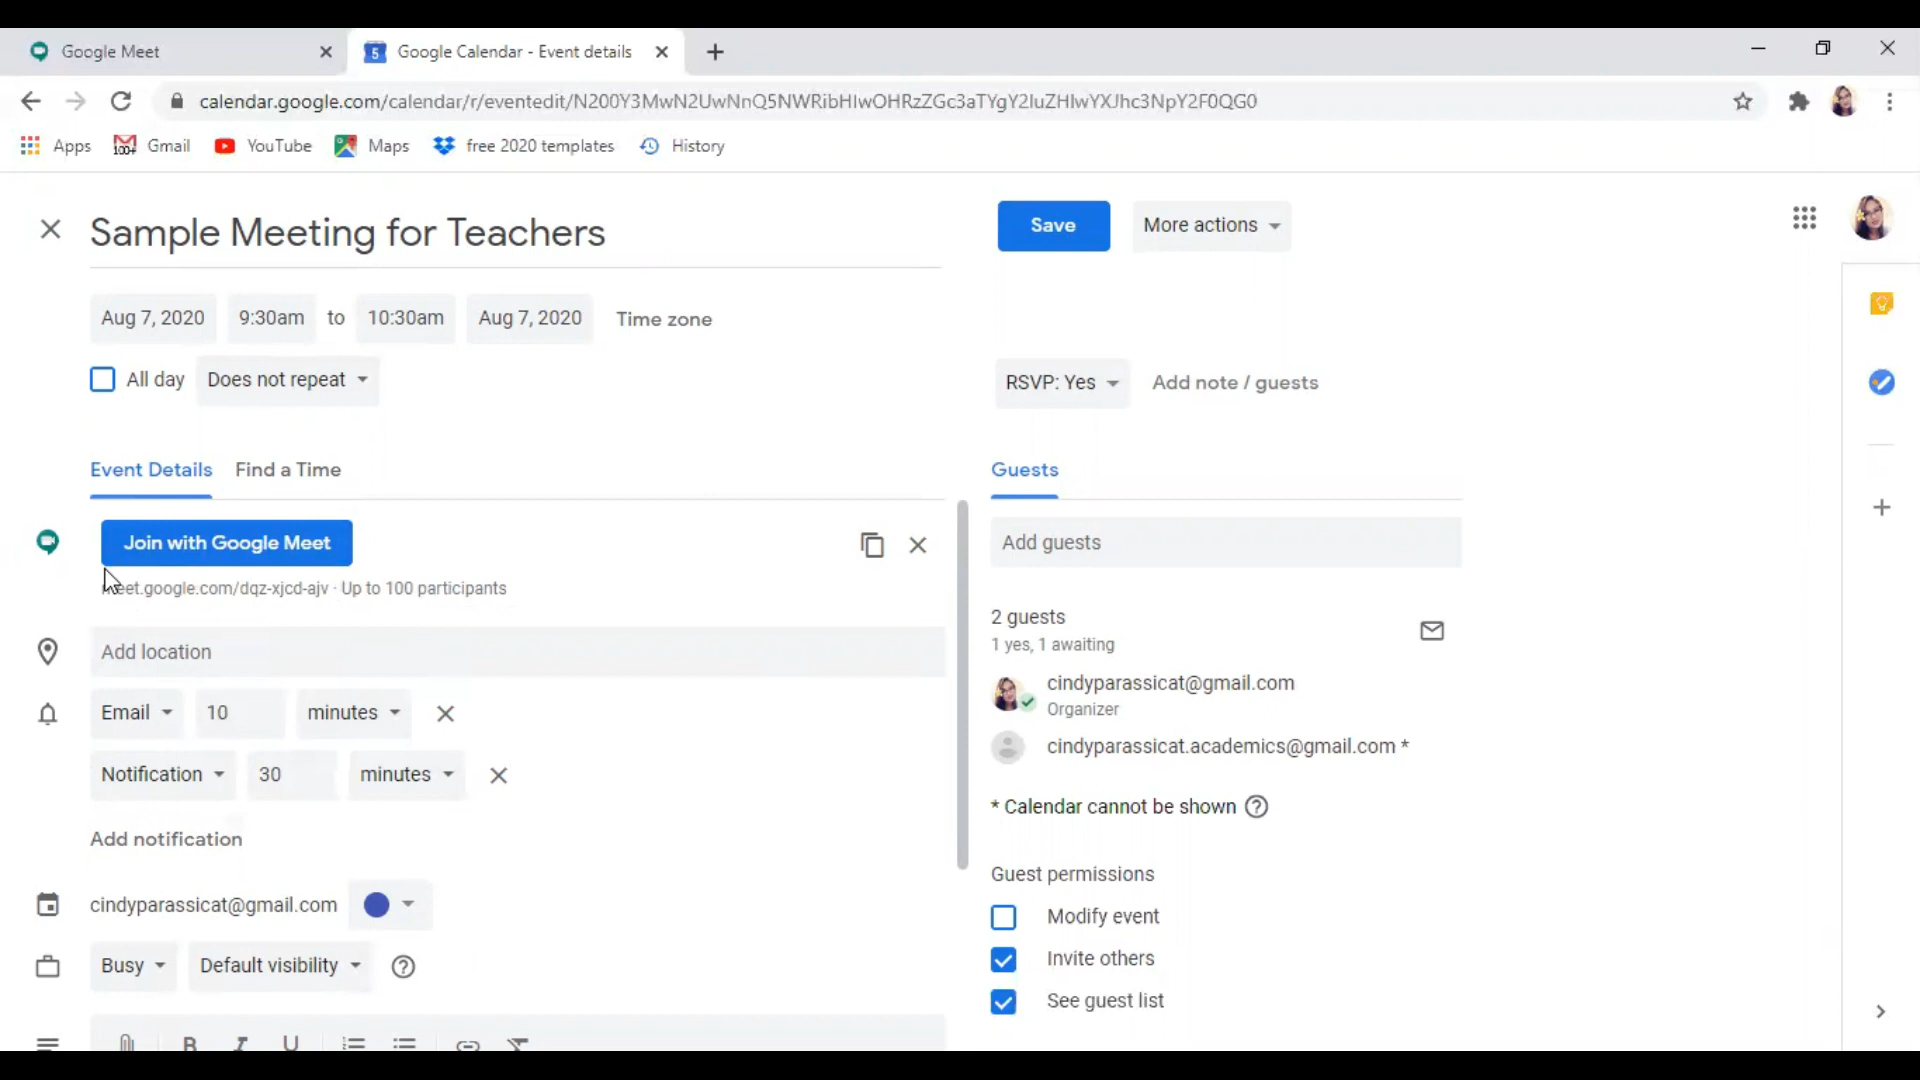 Google Meet
5 Google Calendar - Event details
calendar.google.com/calendar/r/eventedit/N200Y3MwN2UwNnQ5NWRibHIwOHRzZGc3aTYgY2luZHlwYXJhc3NpY2F0QG0
Apps 100+ Gmail YouTube Maps free 2020 templates History
Sample Meeting for Teachers
Save More actions
Aug 7, 2020 9:30am to 10:30am Aug 7, 2020 Time zone
All day Does not repeat
RSVP: Yes Add note / guests
Event Details Find a Time
Join with Google Meet
meet.google.com/dqz-xjcd-ajv · Up to 100 participants
Add location
Email 10 minutes
Notification 30 minutes
Add notification
cindyparassicat@gmail.com
Busy Default visibility
B I U
Guests
Add guests
2 guests
1 yes, 1 awaiting
cindyparassicat@gmail.com
Organizer
cindyparassicat.academics@gmail.com *
* Calendar cannot be shown
Guest permissions
Modify event
Invite others
See guest list